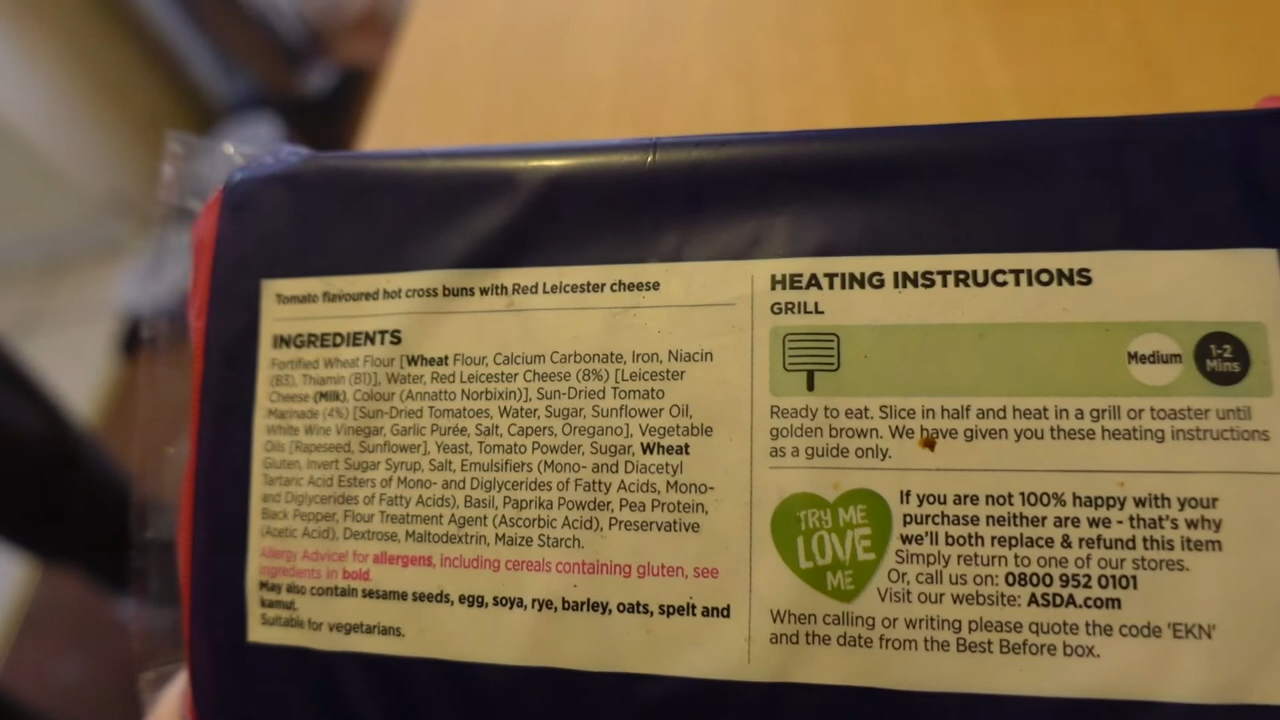 Tomato flavoured hot cross buns with Red Leicester cheese
INGREDIENTS
Fortified Wheat Flour [Wheat Flour, Calcium Carbonate, Iron, Niacin
(B3), Thiamin (B1)], Water, Red Leicester Cheese (8%) [Leicester
Cheese (Milk), Colour (Annatto Norbixin)], Sun-Dried Tomato
Marinade (4%) [Sun-Dried Tomatoes, Water, Sugar, Sunflower Oil,
White Wine Vinegar, Garlic Purée, Salt, Capers, Oregano], Vegetable
Oils [Rapeseed, Sunflower], Yeast, Tomato Powder, Sugar, Wheat
Gluten, Invert Sugar Syrup, Salt, Emulsifiers (Mono- and Diacetyl
Tartaric Acid Esters of Mono- and Diglycerides of Fatty Acids, Mono-
and Diglycerides of Fatty Acids), Basil, Paprika Powder, Pea Protein,
Black Pepper, Flour Treatment Agent (Ascorbic Acid), Preservative
(Acetic Acid), Dextrose, Maltodextrin, Maize Starch.
Allergy Advice! for allergens, including cereals containing gluten, see
ingredients in bold.
May also contain sesame seeds, egg, soya, rye, barley, oats, spelt and
kamut.
Suitable for vegetarians.
HEATING INSTRUCTIONS
GRILL
Medium
1-2
Mins
Ready to eat. Slice in half and heat in a grill or toaster until
golden brown. We have given you these heating instructions
as a guide only.
TRY ME
LOVE
ME
If you are not 100% happy with your
purchase neither are we - that's why
we'll both replace & refund this item
Simply return to one of our stores.
Or, call us on: 0800 952 0101
Visit our website: ASDA.com
When calling or writing please quote the code 'EKN'
and the date from the Best Before box.